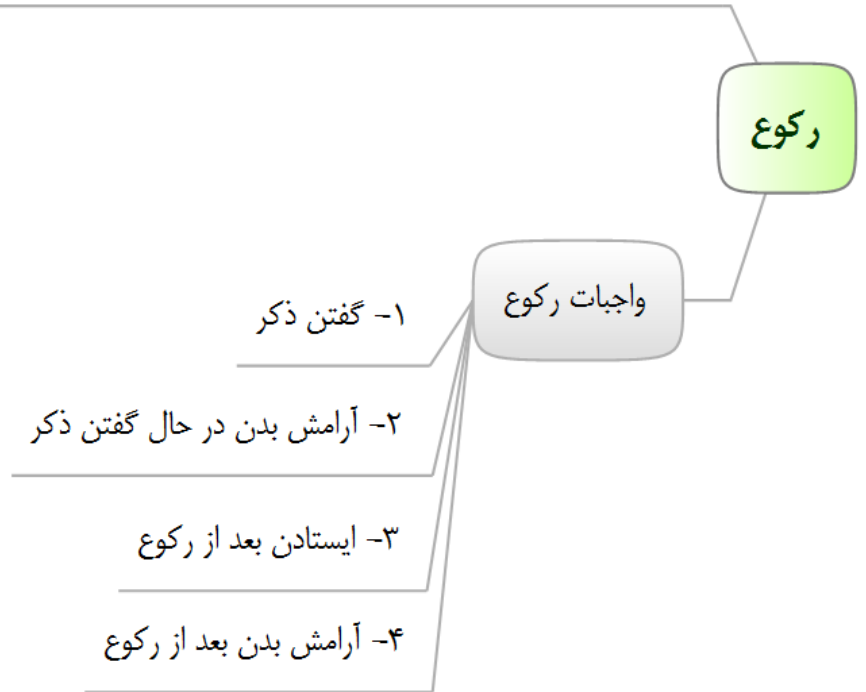 رکوع
واجبات رکوع
۱- گفتن ذکر
۲- آرامش بدن در حال گفتن ذکر
۳- ایستادن بعد از رکوع
۴- آرامش بدن بعد از رکوع